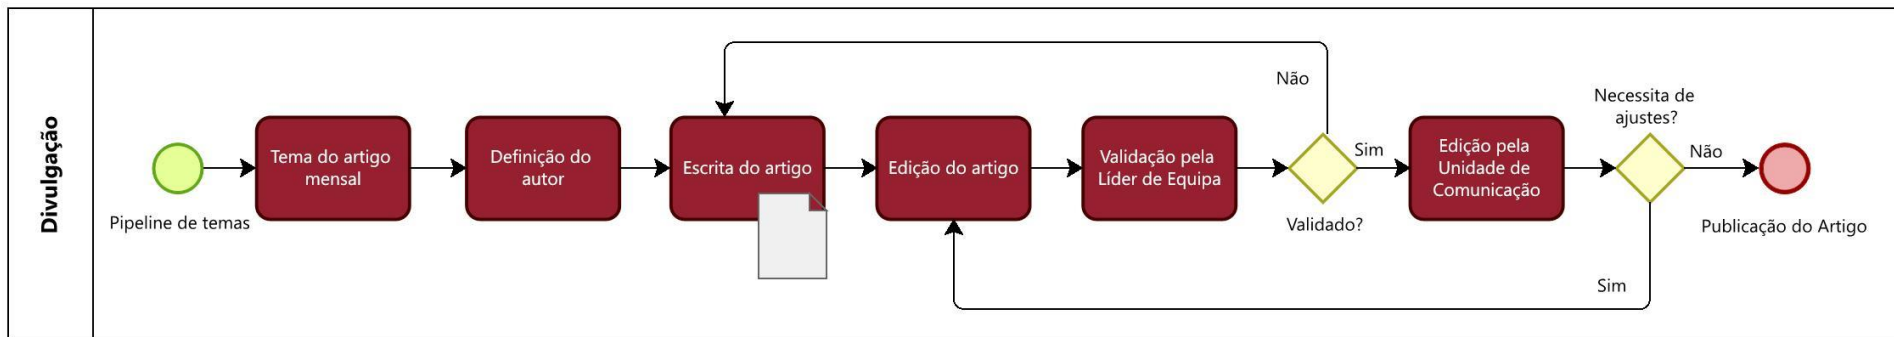 Divulgação
Pipeline de temas
Tema do artigo
mensal
Definição do
autor
Escrita do artigo
Edição do artigo
Validação pela
Líder de Equipa
Validado?
Não
Sim
Edição pela
Unidade de
Comunicação
Necessita de
ajustes?
Não
Sim
Publicação do Artigo